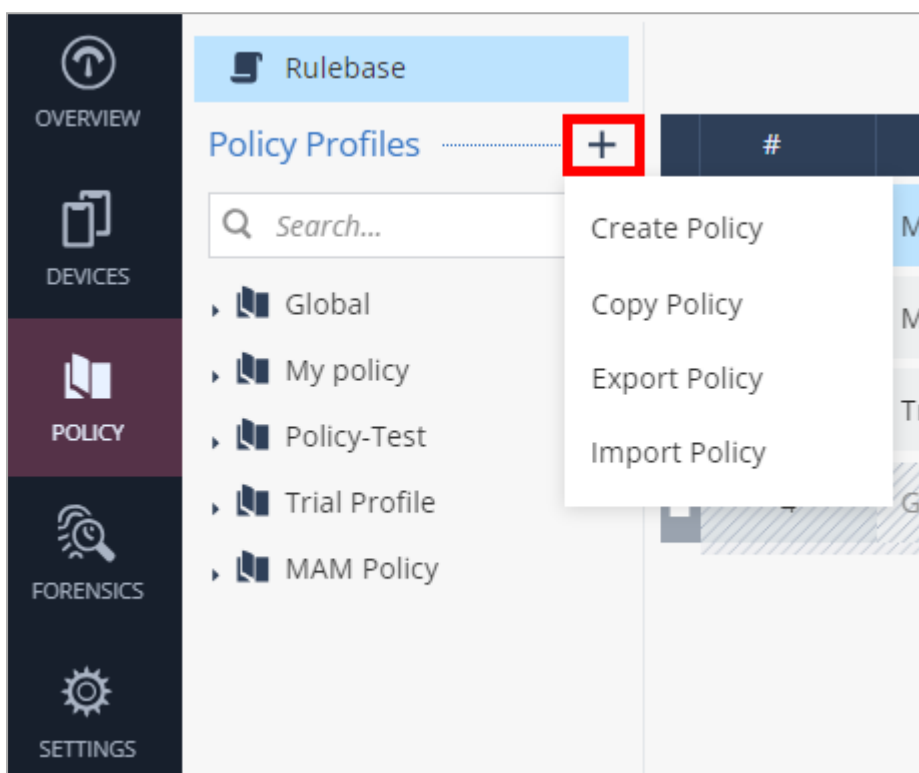 OVERVIEW
DEVICES
POLICY
FORENSICS
SETTINGS
Rulebase
Policy Profiles
Search...
Global
My policy
Policy-Test
Trial Profile
MAM Policy
+
Create Policy
Copy Policy
Export Policy
Import Policy
#